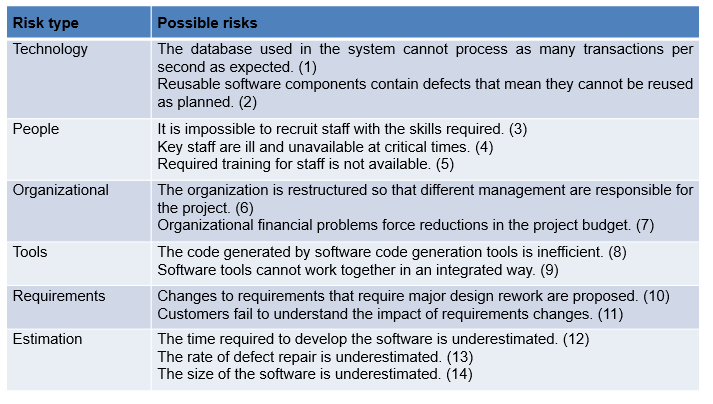 Risk type Possible risks
Technology The database used in the system cannot process as many transactions per
second as expected. (1)
Reusable software components contain defects that mean they cannot be reused
as planned. (2)
People It is impossible to recruit staff with the skills required. (3)
Key staff are ill and unavailable at critical times. (4)
Required training for staff is not available. (5)
Organizational The organization is restructured so that different management are responsible for
the project. (6)
Organizational financial problems force reductions in the project budget. (7)
Tools The code generated by software code generation tools is inefficient. (8)
Software tools cannot work together in an integrated way. (9)
Requirements Changes to requirements that require major design rework are proposed. (10)
Customers fail to understand the impact of requirements changes. (11)
Estimation The time required to develop the software is underestimated. (12)
The rate of defect repair is underestimated. (13)
The size of the software is underestimated. (14)